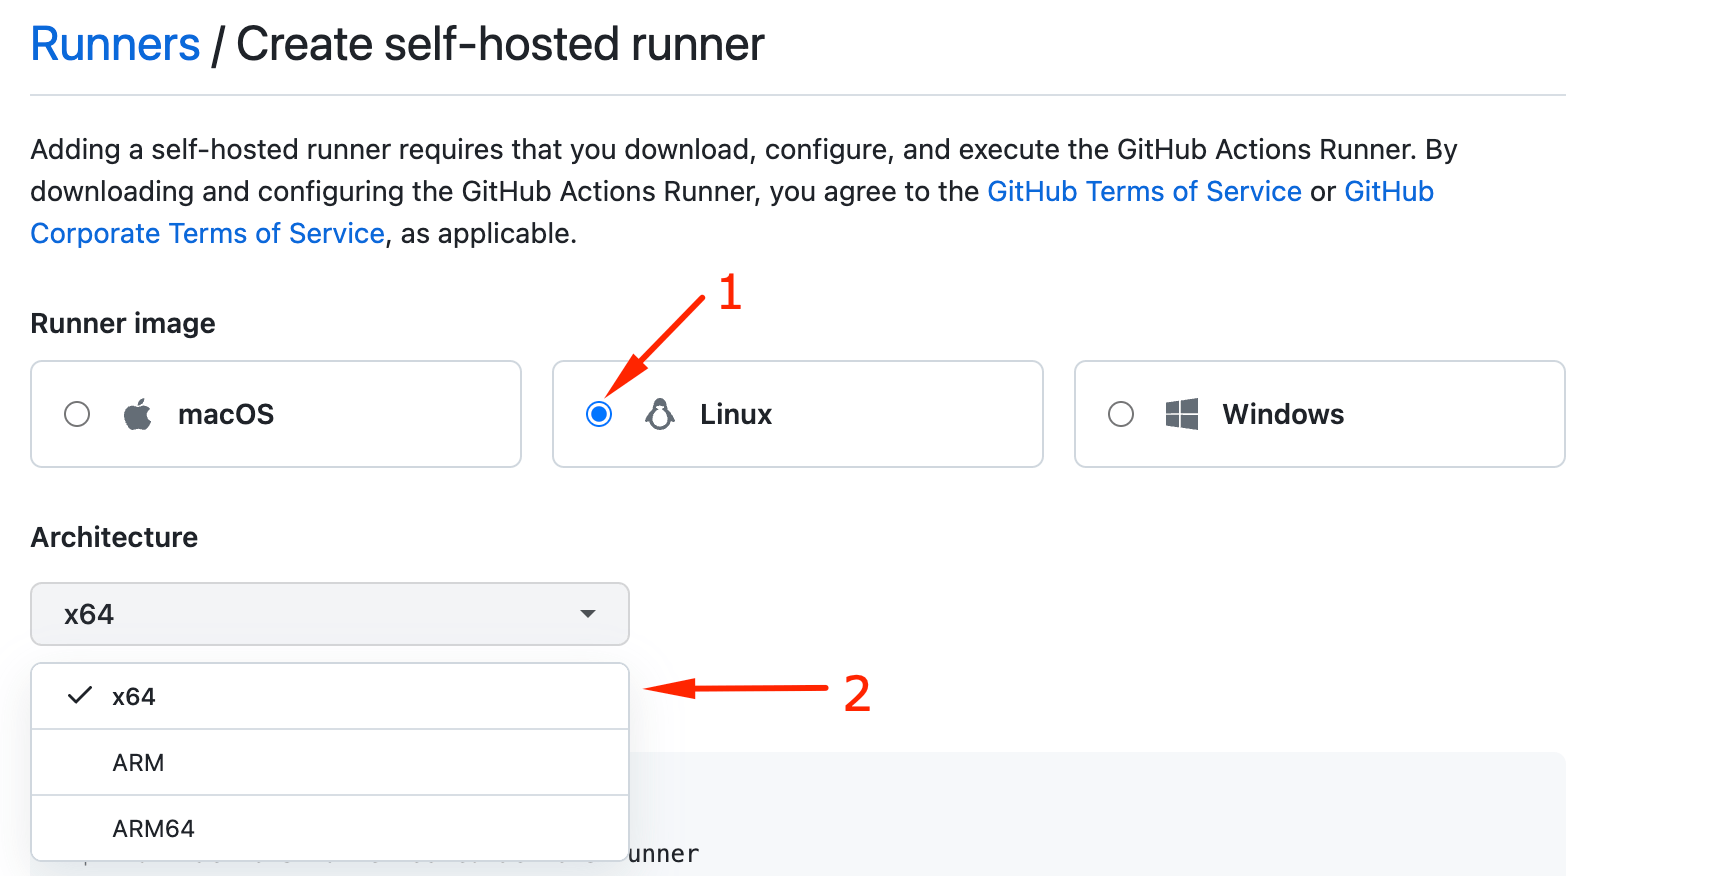 Runners / Create self-hosted runner
Adding a self-hosted runner requires that you download, configure, and execute the GitHub Actions Runner. By
downloading and configuring the GitHub Actions Runner, you agree to the GitHub Terms of Service or GitHub
Corporate Terms of Service, as applicable.
1
Runner image
macOS
Linux
Windows
Architecture
x64
x64
2
ARM
ARM64
unner